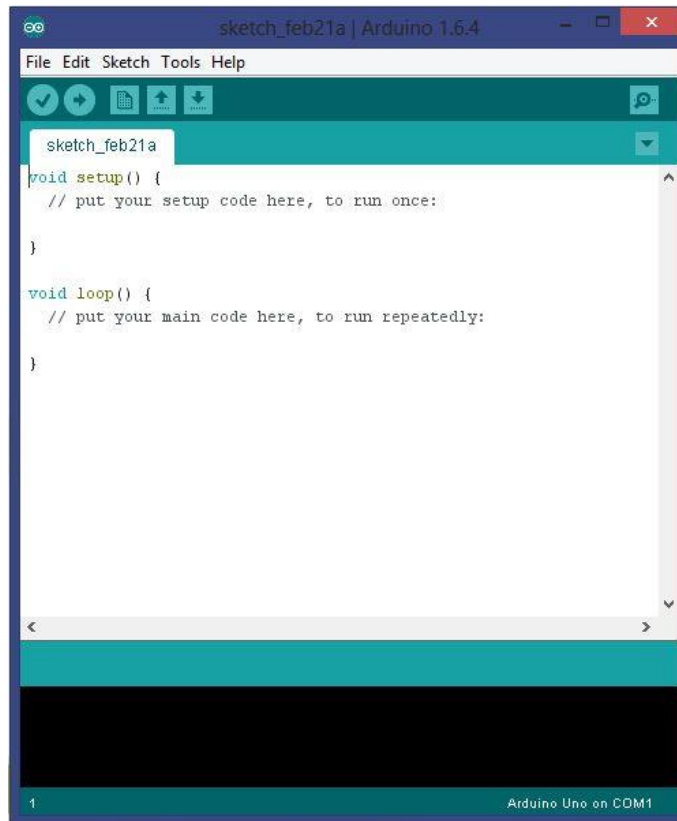 sketch_feb21a | Arduino 1.6.4
File Edit Sketch Tools Help
sketch_feb21a
void setup() {
  // put your setup code here, to run once:
}
void loop() {
  // put your main code here, to run repeatedly:
}
1 Arduino Uno on COM1